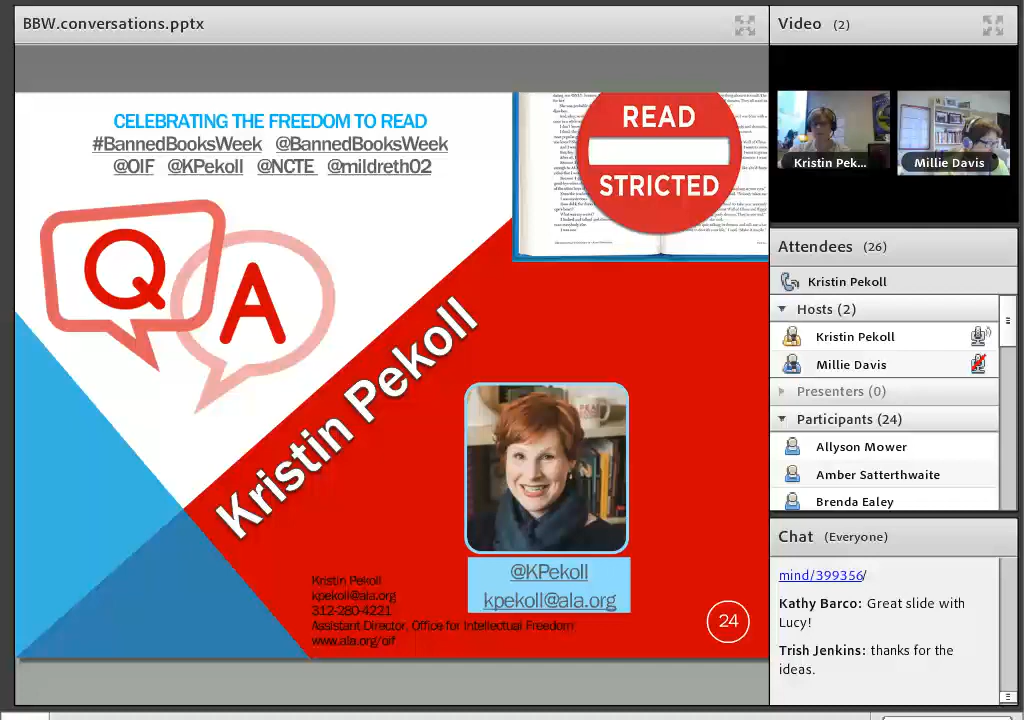 BBW.conversations.pptx
CELEBRATING THE FREEDOM TO READ
#BannedBooksWeek @BannedBooksWeek
@OIF @KPekoll @NCTE @mildreth02
READ
STRICTED
Q
A
Kristin Pekoll
@KPekoll
kpekoll@ala.org
Kristin Pekoll
kpekoll@ala.org
312-280-4221
Assistant Director, Office for Intellectual Freedom
www.ala.org/oif
24
Video (2)
Kristin Pek...
Millie Davis
Attendees (26)
Kristin Pekoll
Hosts (2)
Kristin Pekoll
Millie Davis
Presenters (0)
Participants (24)
Allyson Mower
Amber Satterthwaite
Brenda Ealey
Chat (Everyone)
mind/399356/
Kathy Barco: Great slide with
Lucy!
Trish Jenkins: thanks for the
ideas.